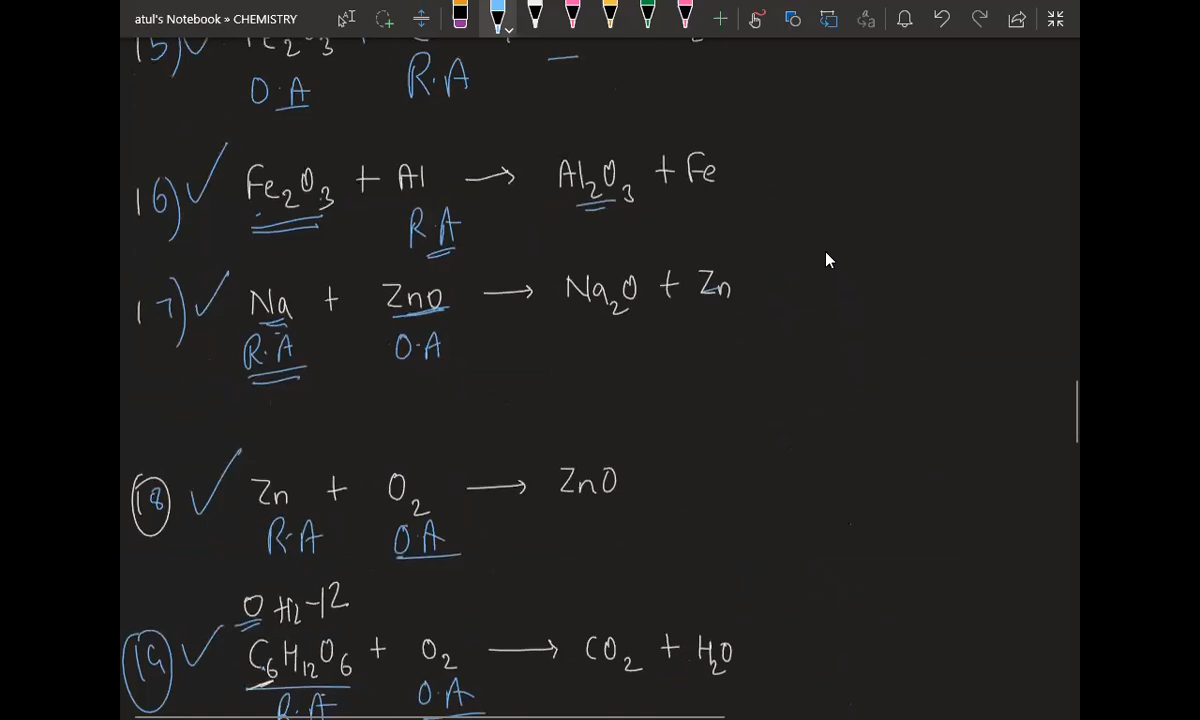 atul's Notebook » CHEMISTRY
15)
O.A R.A
16) Fe₂O₃ + Al → Al₂O₃ + Fe
R.A
17) Na + ZnO → Na₂O + Zn
R.A O.A
18 Zn + O₂ → ZnO
R.A O.A
O H₂-12
19 C₆H₁₂O₆ + O₂ → CO₂ + H₂O
R.A O.A